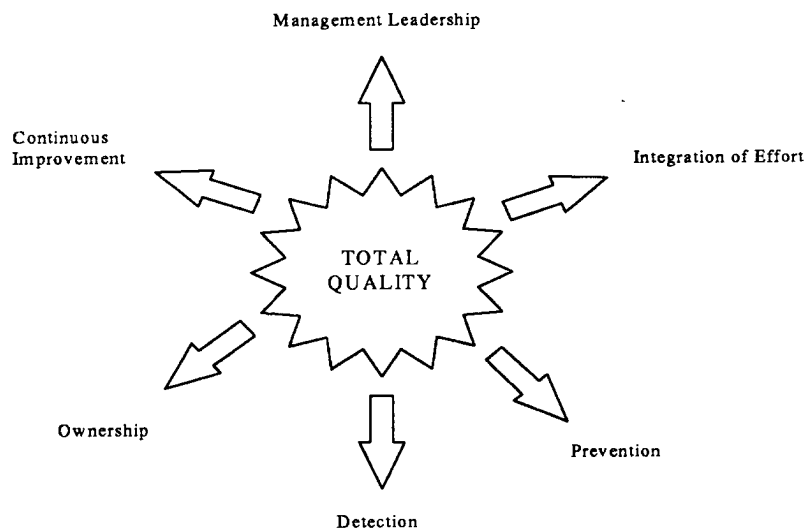 Management Leadership
Continuous
Improvement
Integration of Effort
TOTAL
QUALITY
Ownership
Prevention
Detection